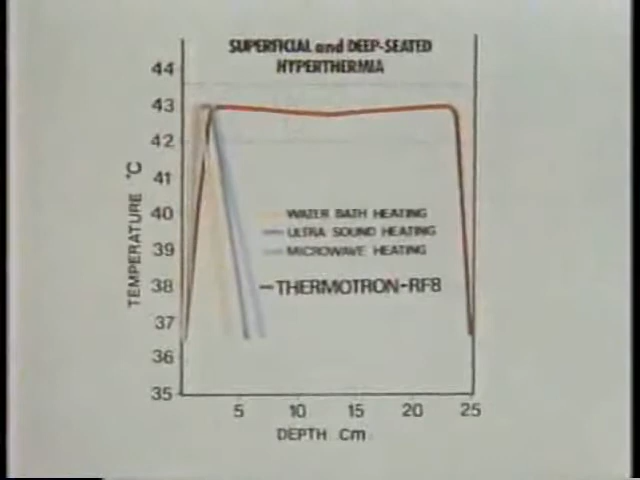 SUPERFICIAL and DEEP-SEATED
HYPERTHERMIA
44
43
42
41
40
39
38
37
36
35
TEMPERATURE °C
WATER BATH HEATING
ULTRA SOUND HEATING
MICROWAVE HEATING
THERMOTRON-RF8
5 10 15 20 25
DEPTH Cm